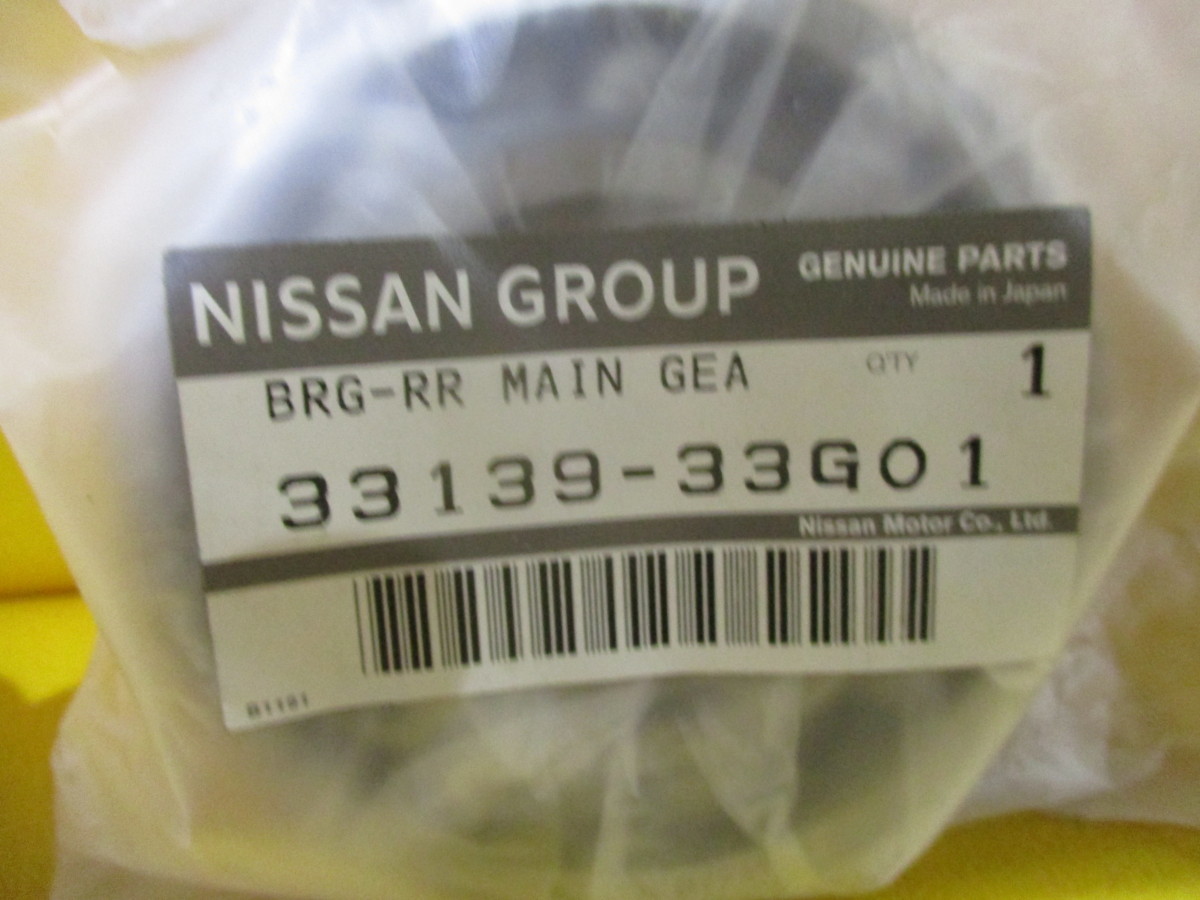 NISSAN GROUP
GENUINE PARTS
Made in Japan
BRG-RR MAIN GEA QTY 1
33139-33G01
Nissan Motor Co., Ltd.
B1191